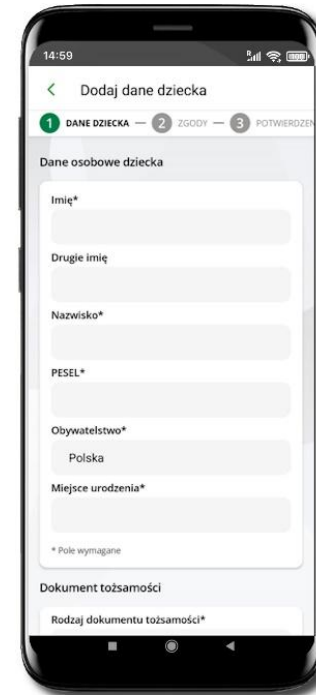 14:59
Dodaj dane dziecka
1 DANE DZIECKA — 2 ZGODY — 3 POTWIERDZEN
Dane osobowe dziecka
Imię*
Drugie imię
Nazwisko*
PESEL*
Obywatelstwo*
Polska
Miejsce urodzenia*
* Pole wymagane
Dokument tożsamości
Rodzaj dokumentu tożsamości*